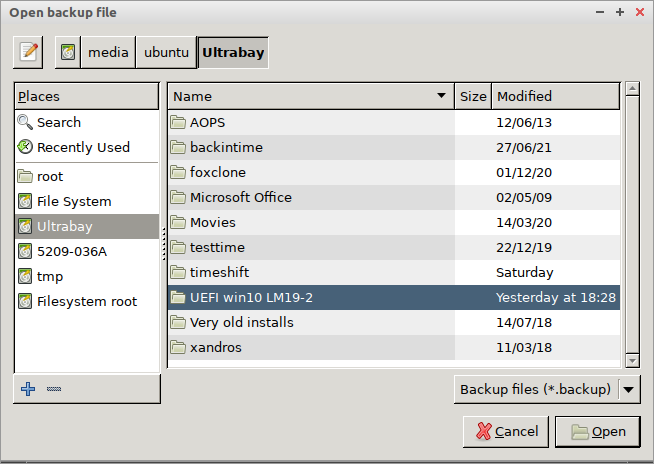 Open backup file
media ubuntu Ultrabay
Places
Search
Recently Used
root
File System
Ultrabay
5209-036A
tmp
Filesystem root
Name Size Modified
AOPS 12/06/13
backintime 27/06/21
foxclone 01/12/20
Microsoft Office 02/05/09
Movies 14/03/20
testtime 22/12/19
timeshift Saturday
UEFI win10 LM19-2 Yesterday at 18:28
Very old installs 14/07/18
xandros 11/03/18
Backup files (*.backup)
Cancel Open